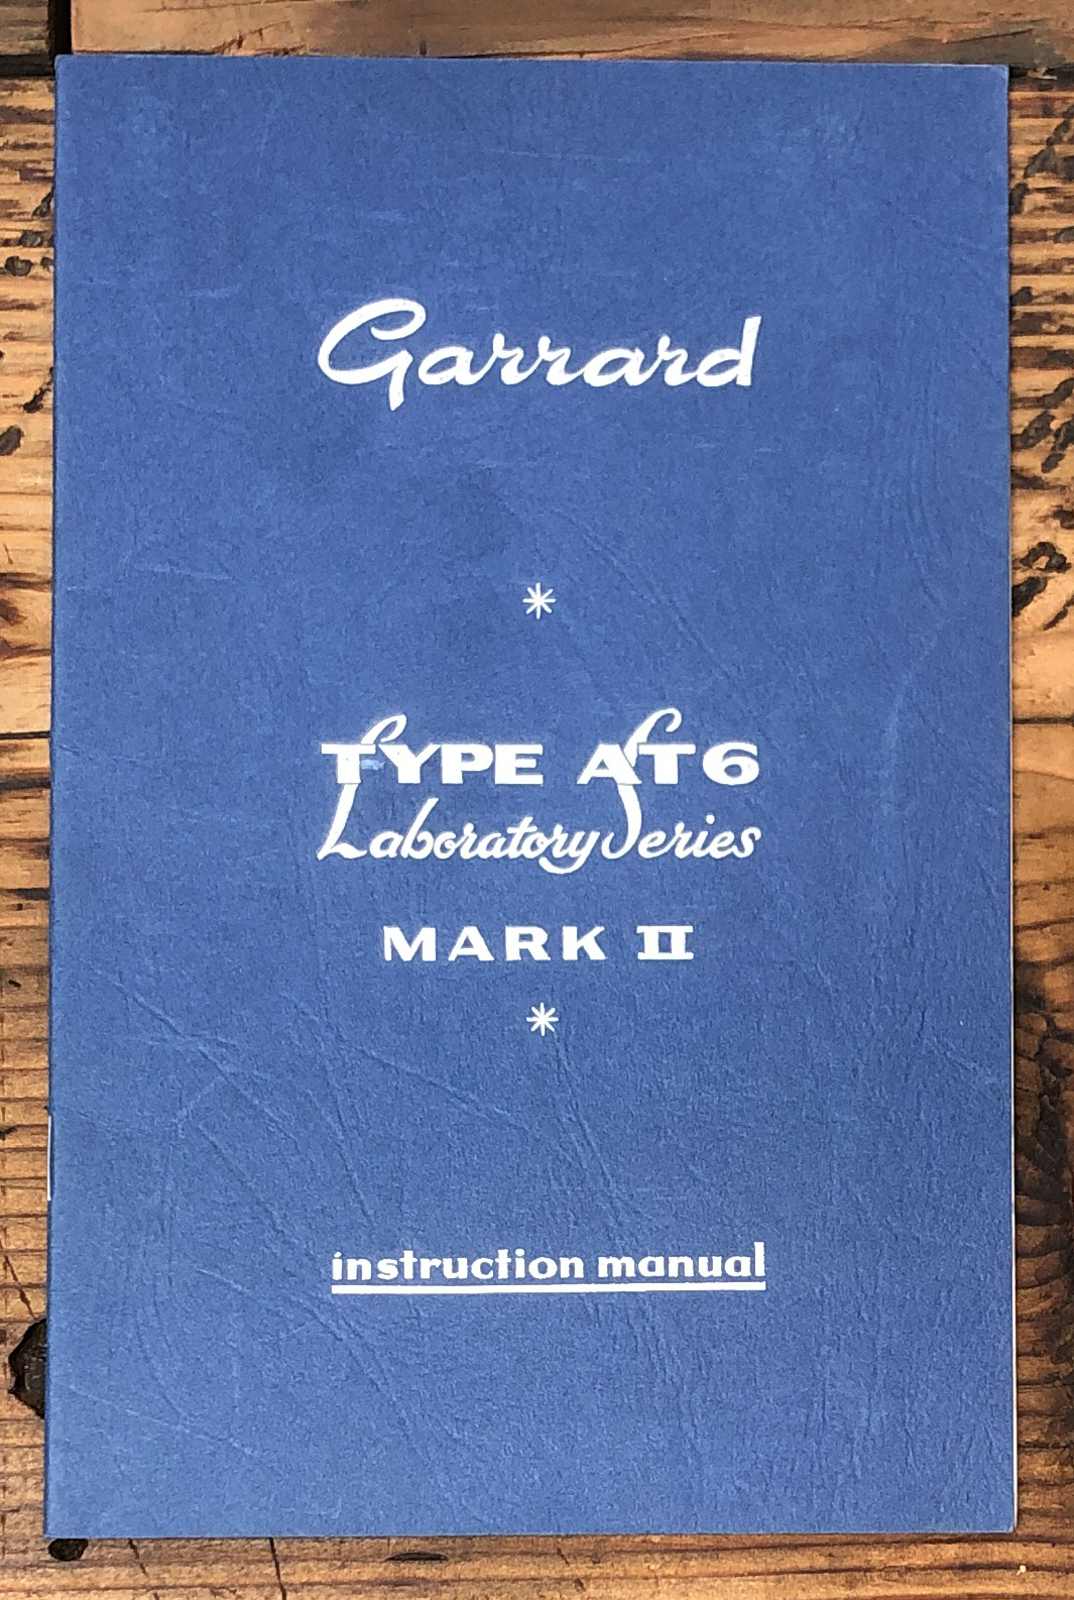 Garrard
TYPE AT6
Laboratory Series
MARK II
instruction manual